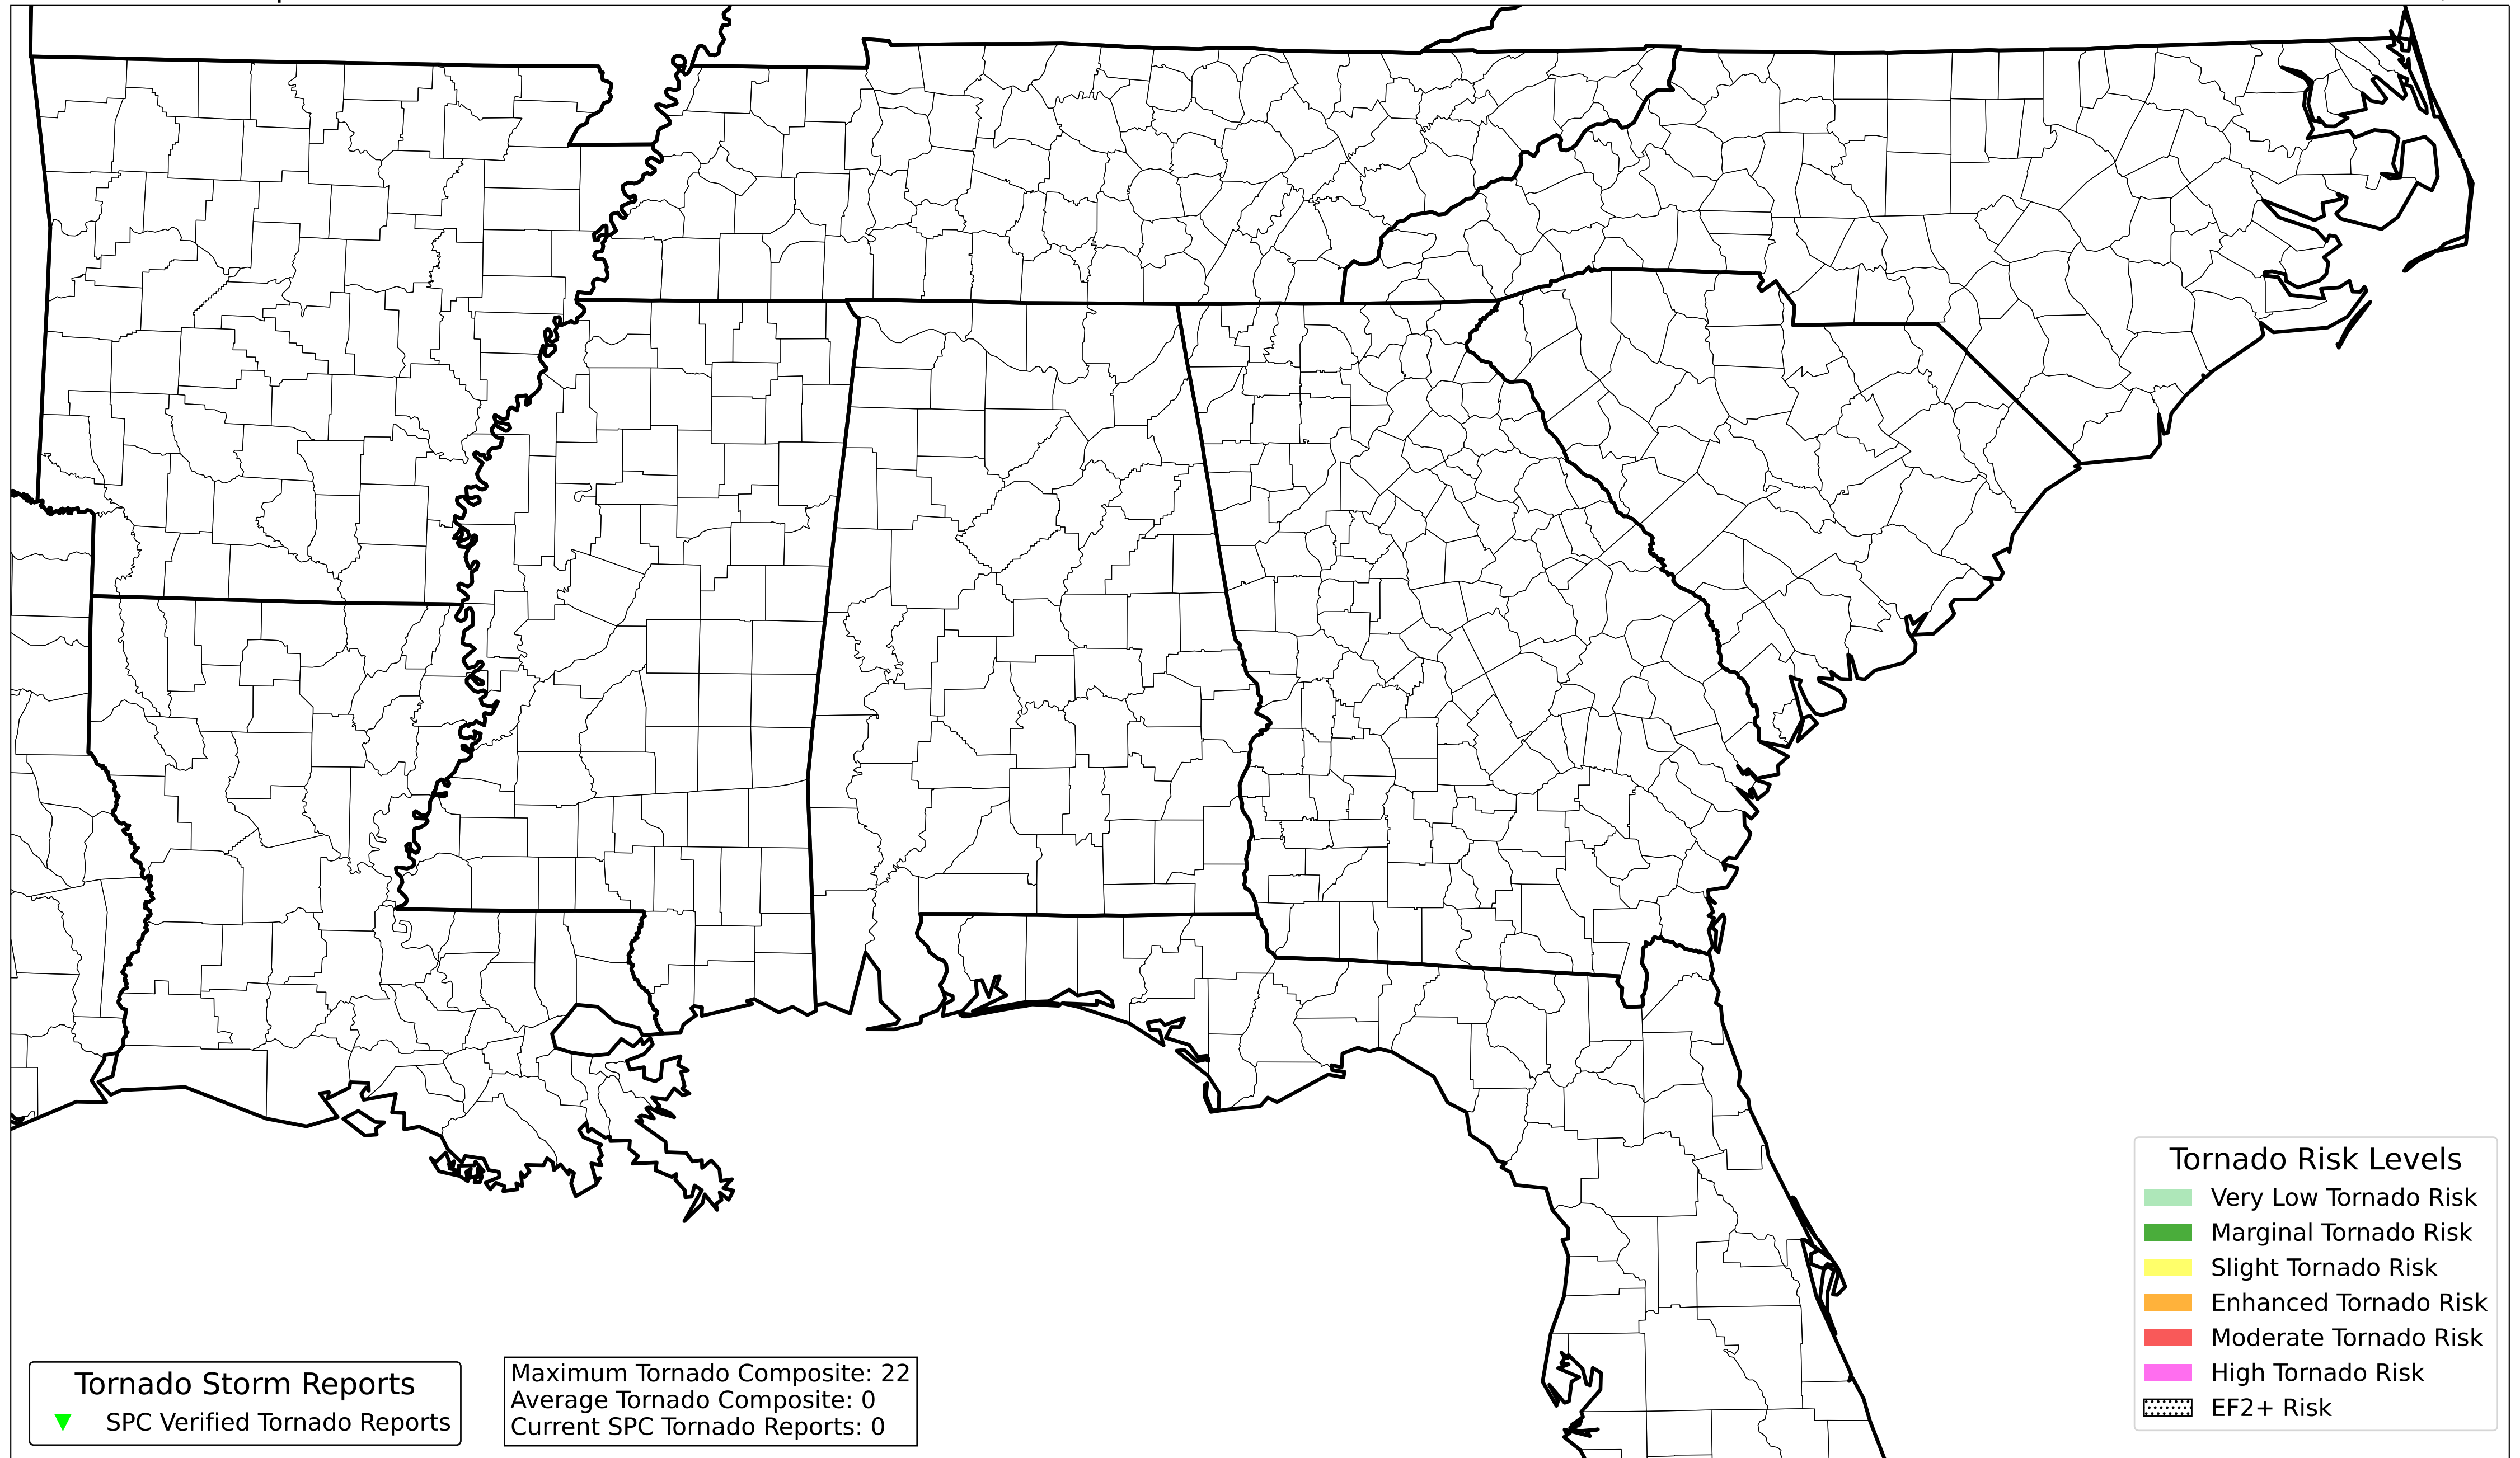 Tornado Risk Levels
Very Low Tornado Risk
Marginal Tornado Risk
Slight Tornado Risk
Enhanced Tornado Risk
Moderate Tornado Risk
High Tornado Risk
EF2+ Risk
Tornado Storm Reports
SPC Verified Tornado Reports
Maximum Tornado Composite: 22
Average Tornado Composite: 0
Current SPC Tornado Reports: 0